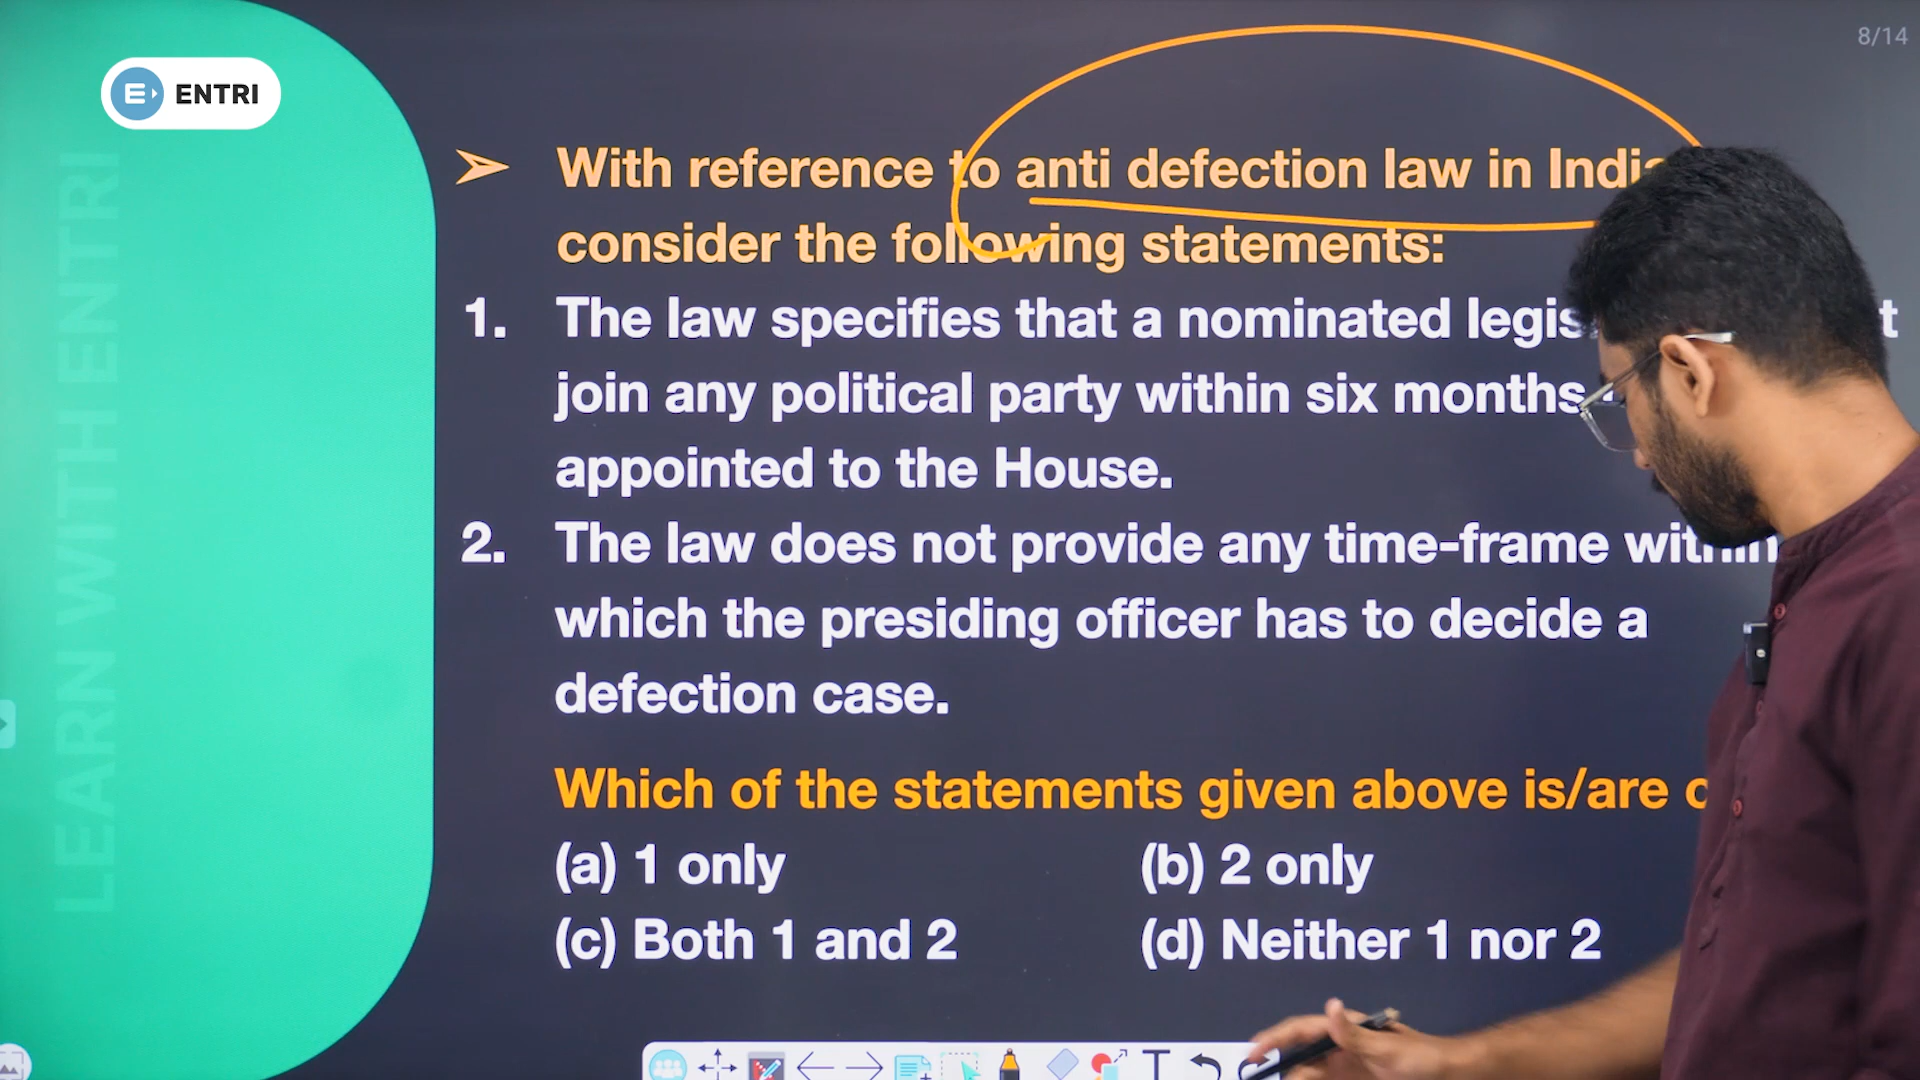 8/14
ENTRI
LEARN WITH ENTRI
With reference to anti defection law in India
consider the following statements:
1. The law specifies that a nominated
join any political party within six months
appointed to the House.
2. The law does not provide any time-frame within
which the presiding officer has to decide a
defection case.
Which of the statements given above is/are
(a) 1 only (b) 2 only
(c) Both 1 and 2 (d) Neither 1 nor 2